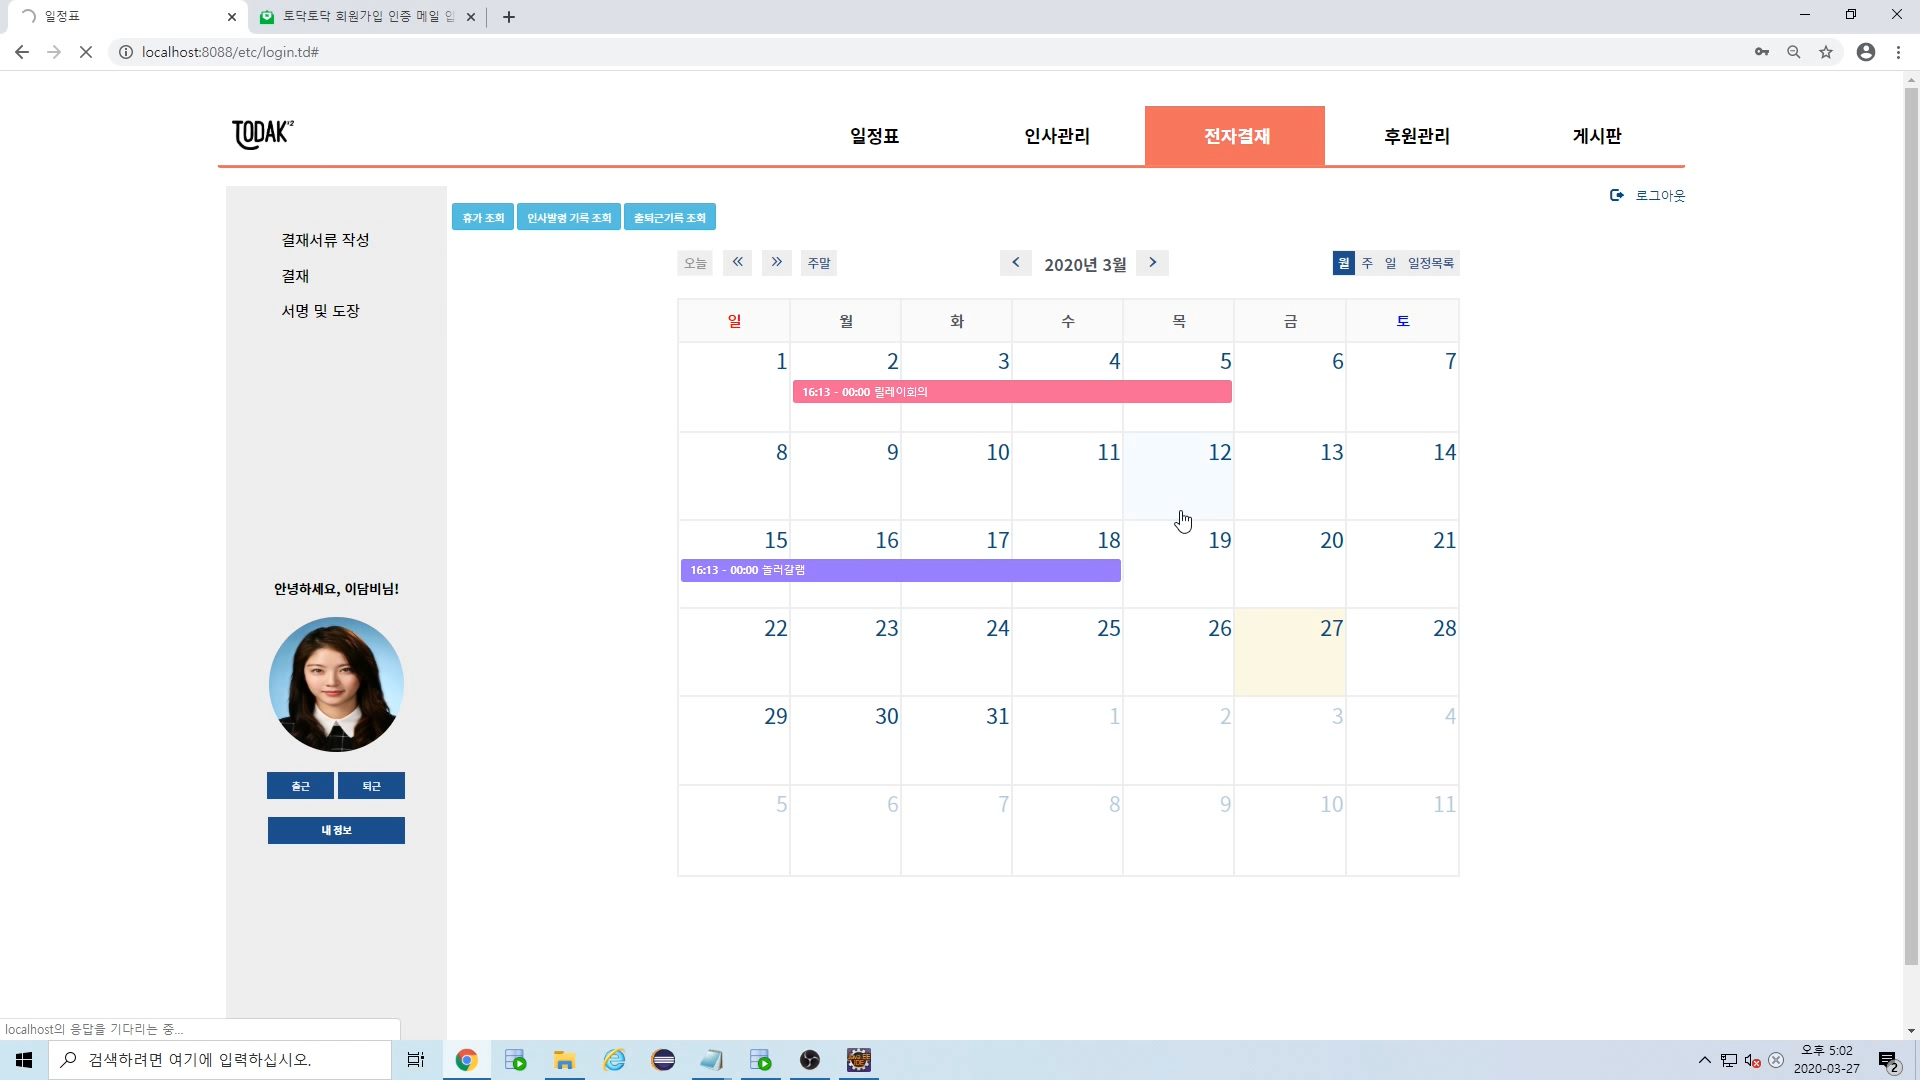 일정표
토닥토닥 회원가입 인증 메일 입
localhost:8088/etc/login.td#
TODAK
일정표 인사관리 전자결재 후원관리 게시판
로그아웃
결재서류 작성
결재
서명 및 도장
휴가 조회 인사발령 기록 조회 출퇴근기록 조회
오늘 « » 주말 < 2020년 3월 > 월 주 일 일정목록
일 월 화 수 목 금 토
1 2 3 4 5 6 7
16:13 - 00:00 릴레이회의
8 9 10 11 12 13 14
15 16 17 18 19 20 21
16:13 - 00:00 놀러갈램
22 23 24 25 26 27 28
29 30 31 1 2 3 4
5 6 7 8 9 10 11
안녕하세요, 이담비님!
출근 퇴근
내 정보
localhost의 응답을 기다리는 중...
검색하려면 여기에 입력하십시오.
오후 5:02
2020-03-27
2